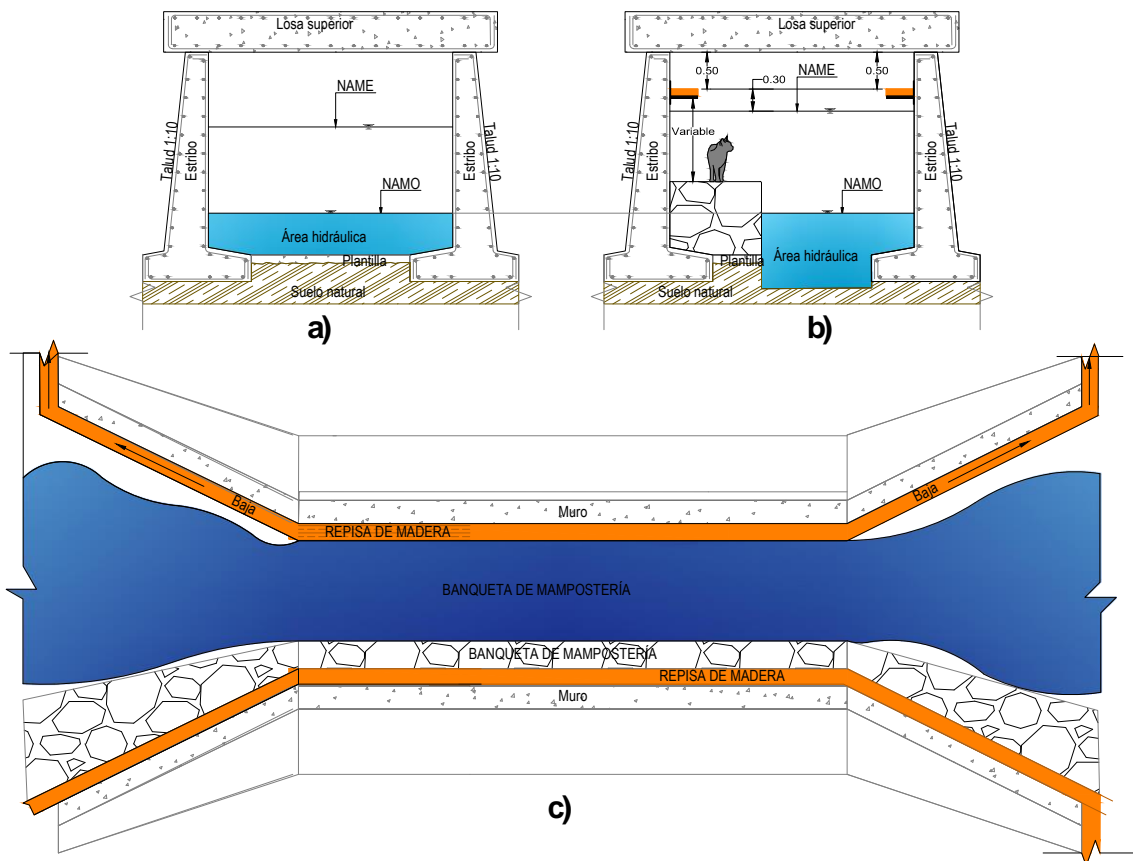 Losa superior
NAME
Talud 1:10
Estribo
Estribo
Talud 1:10
NAMO
Área hidráulica
Plantilla
Suelo natural
a)
Losa superior
0.50
0.30
0.50
NAME
Variable
Talud 1:10
Estribo
Estribo
Talud 1:10
NAMO
Plantilla
Área hidráulica
Suelo natural
b)
Baja
Baja
Muro
REPISA DE MADERA
BANQUETA DE MAMPOSTERÍA
BANQUETA DE MAMPOSTERÍA
REPISA DE MADERA
Muro
c)